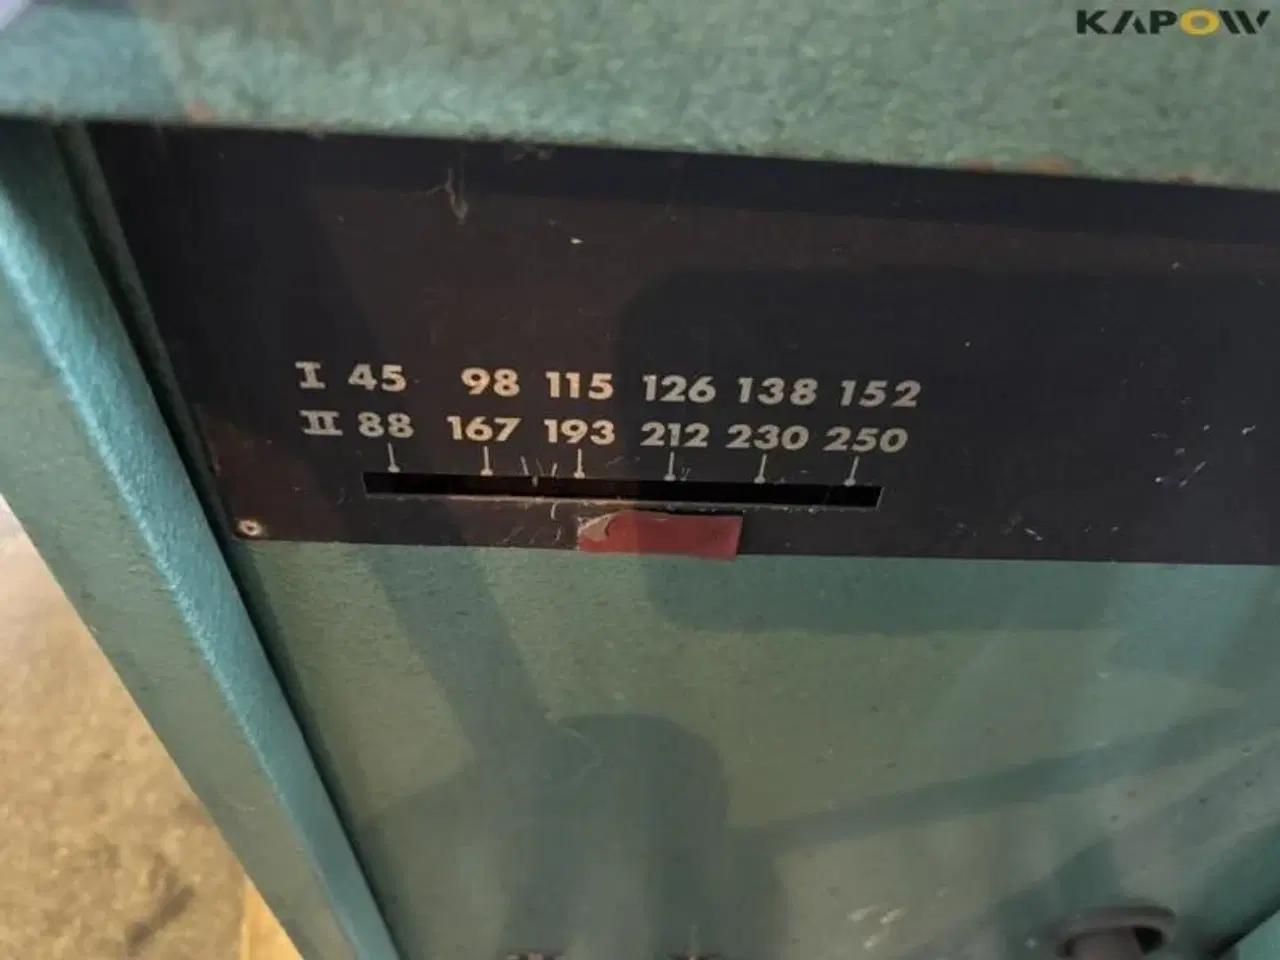 KAPOW
I 45 98 115 126 138 152
II 88 167 193 212 230 250